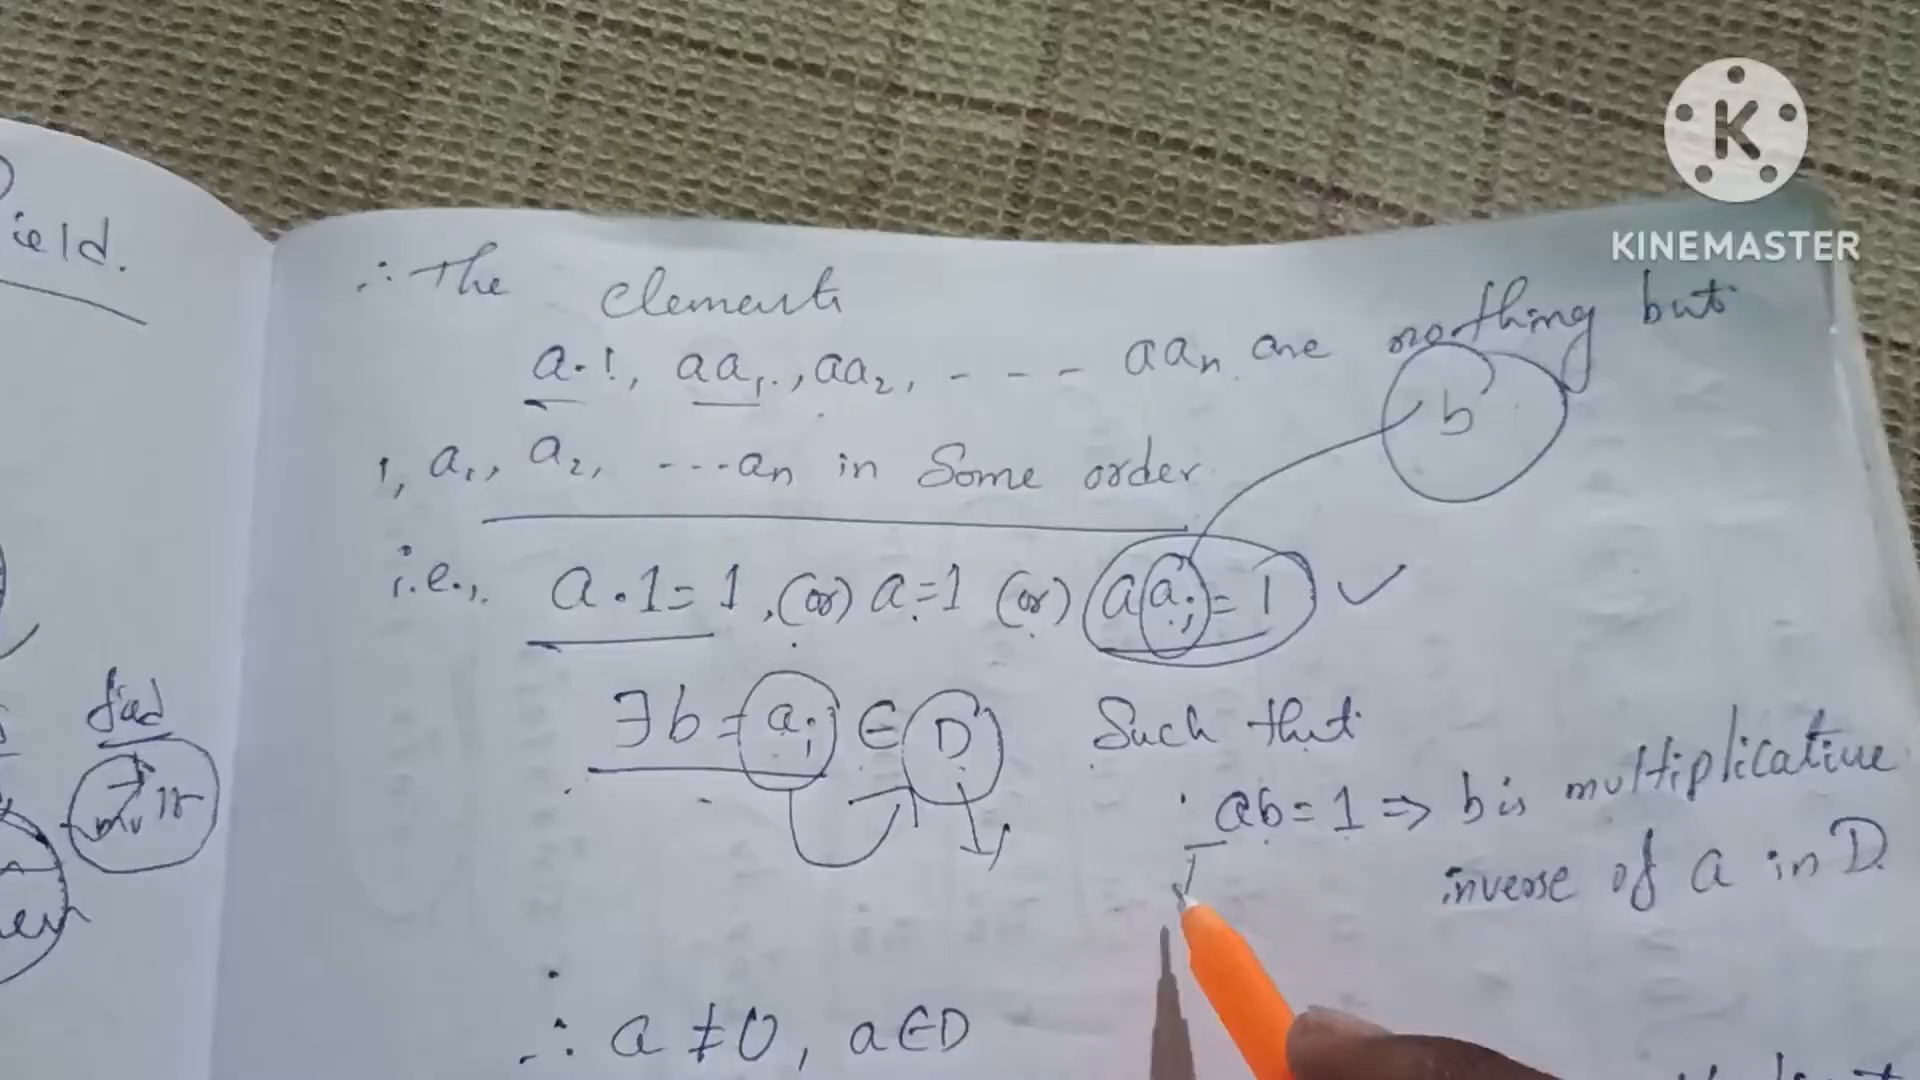 KINEMASTER
ield.
find
∴ The elements
a·1, aa₁, aa₂, - - - - aaₙ are nothing but
1, a₁, a₂, ---aₙ in Some order
b
i.e., a·1=1, (or) a=1 (or) aaᵢ=1 ✓
∃ b=aᵢ ∈ D Such that
ab=1 ⇒ b is multiplicative
inverse of a in D.
∴ a≠0, a∈D